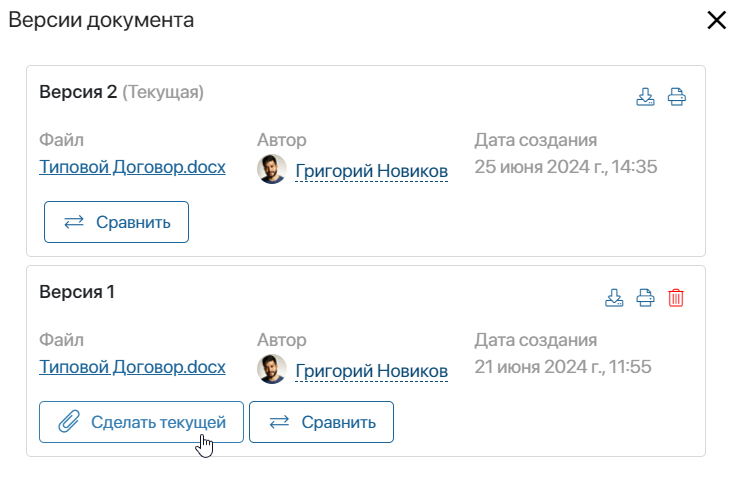 Версии документа
Версия 2 (Текущая)
Файл Автор Дата создания
Типовой Договор.docx Григорий Новиков 25 июня 2024 г., 14:35
Сравнить
Версия 1
Файл Автор Дата создания
Типовой Договор.docx Григорий Новиков 21 июня 2024 г., 11:55
Сделать текущей Сравнить